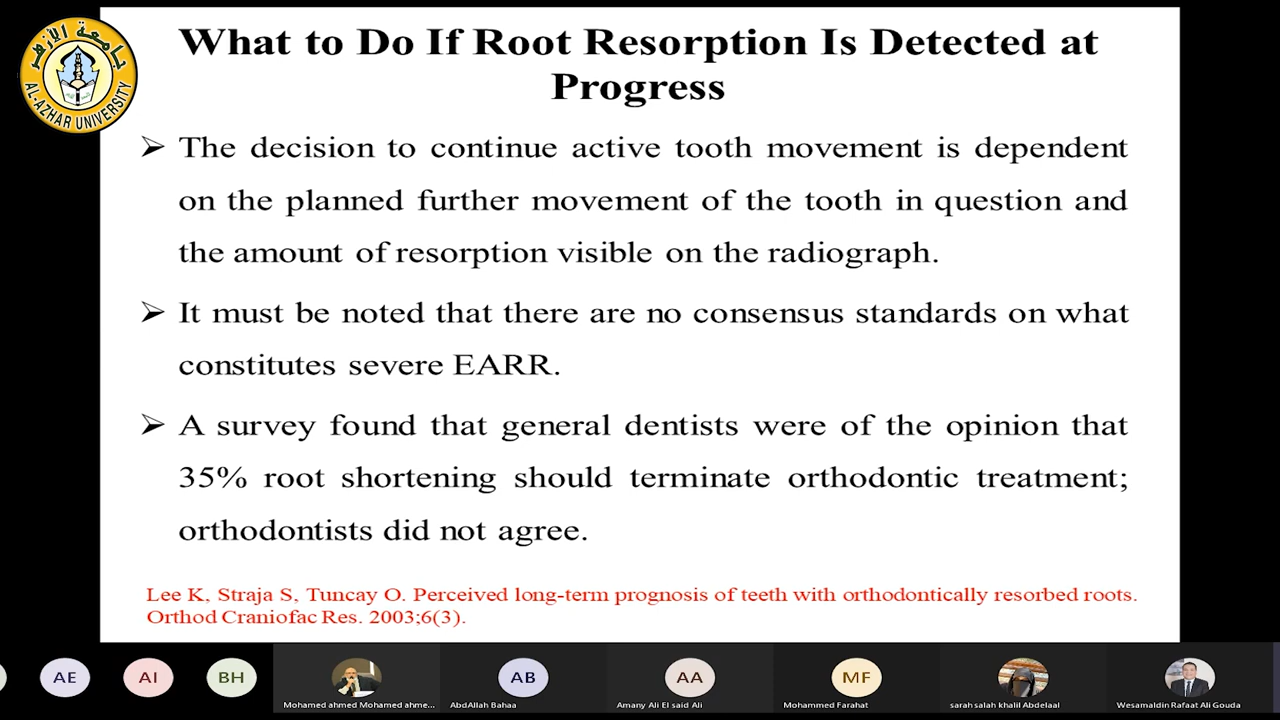 جامعة الأزهر
AL-AZHAR UNIVERSITY
What to Do If Root Resorption Is Detected at
Progress
➤ The decision to continue active tooth movement is dependent
on the planned further movement of the tooth in question and
the amount of resorption visible on the radiograph.
➤ It must be noted that there are no consensus standards on what
constitutes severe EARR.
➤ A survey found that general dentists were of the opinion that
35% root shortening should terminate orthodontic treatment;
orthodontists did not agree.
Lee K, Straja S, Tuncay O. Perceived long-term prognosis of teeth with orthodontically resorbed roots.
Orthod Craniofac Res. 2003;6(3).
AE
AI
BH
Mohamed ahmed Mohamed ahme...
AB
AbdAllah Bahaa
AA
Amany Ali El said Ali
MF
Mohammed Farahat
sarah salah khalil Abdelaal
Wesamaldin Rafaat Ali Gouda